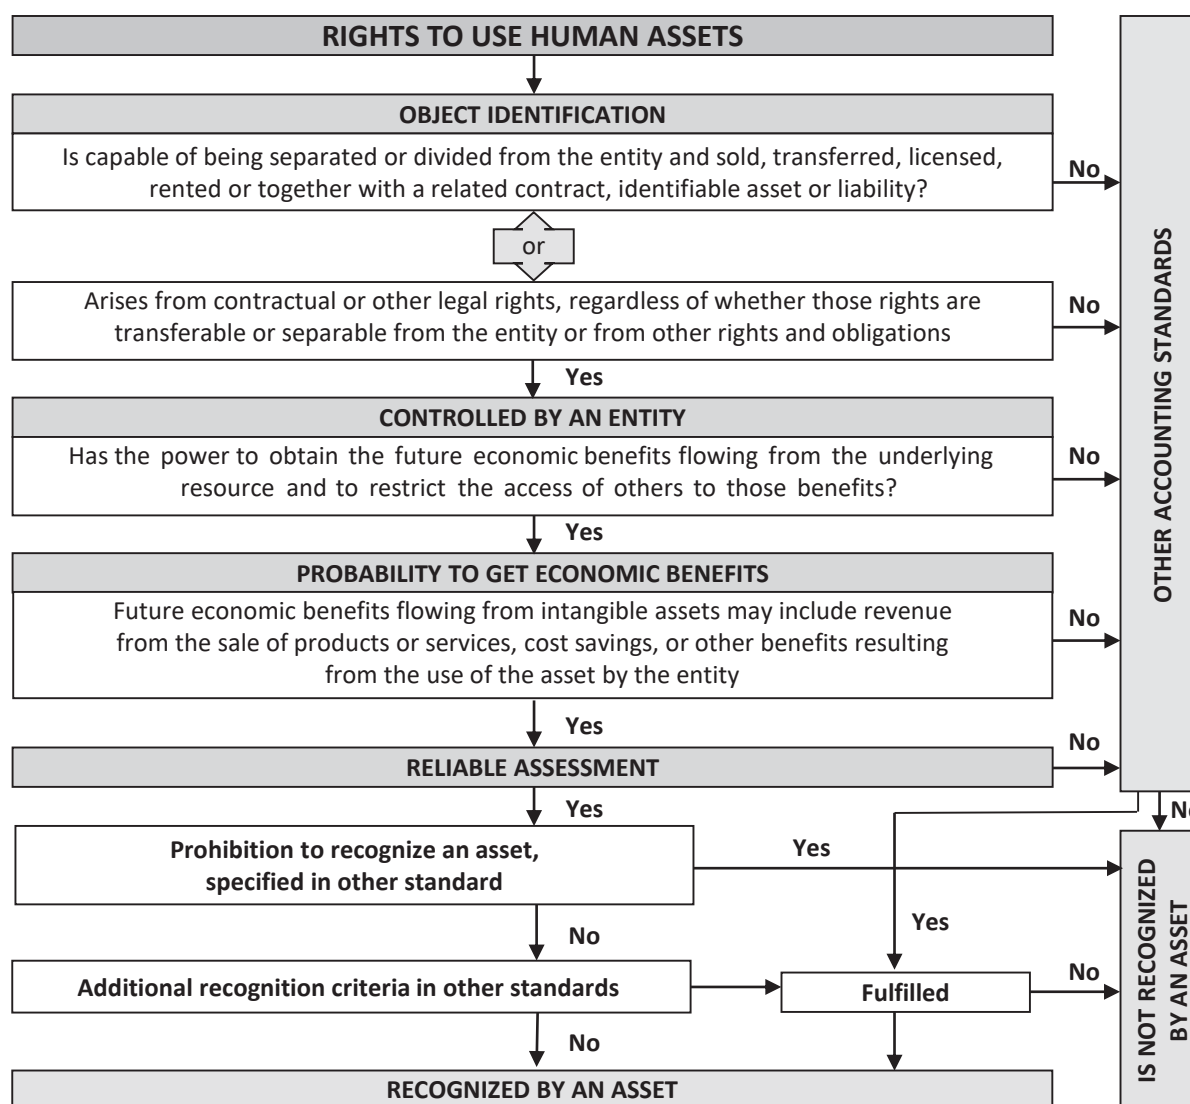 RIGHTS TO USE HUMAN ASSETS
OBJECT IDENTIFICATION
Is capable of being separated or divided from the entity and sold, transferred, licensed,
rented or together with a related contract, identifiable asset or liability?
No
or
Arises from contractual or other legal rights, regardless of whether those rights are
transferable or separable from the entity or from other rights and obligations
No
Yes
CONTROLLED BY AN ENTITY
Has the power to obtain the future economic benefits flowing from the underlying
resource and to restrict the access of others to those benefits?
No
Yes
PROBABILITY TO GET ECONOMIC BENEFITS
Future economic benefits flowing from intangible assets may include revenue
from the sale of products or services, cost savings, or other benefits resulting
from the use of the asset by the entity
No
Yes
RELIABLE ASSESSMENT
No
OTHER ACCOUNTING STANDARDS
Yes
No
Prohibition to recognize an asset,
specified in other standard
Yes
No
Yes
Additional recognition criteria in other standards
Fulfilled
No
No
RECOGNIZED BY AN ASSET
IS NOT RECOGNIZED
BY AN ASSET